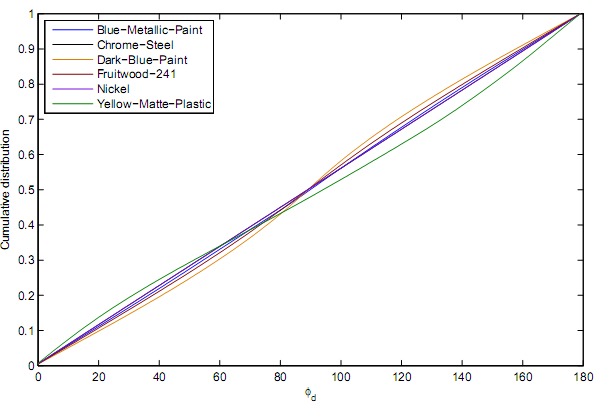 1
0.9
0.8
0.7
0.6
0.5
0.4
0.3
0.2
0.1
0
Cumulative distribution
Blue−Metallic−Paint
Chrome−Steel
Dark−Blue−Paint
Fruitwood−241
Nickel
Yellow−Matte−Plastic
0 20 40 60 80 100 120 140 160 180
ϕd